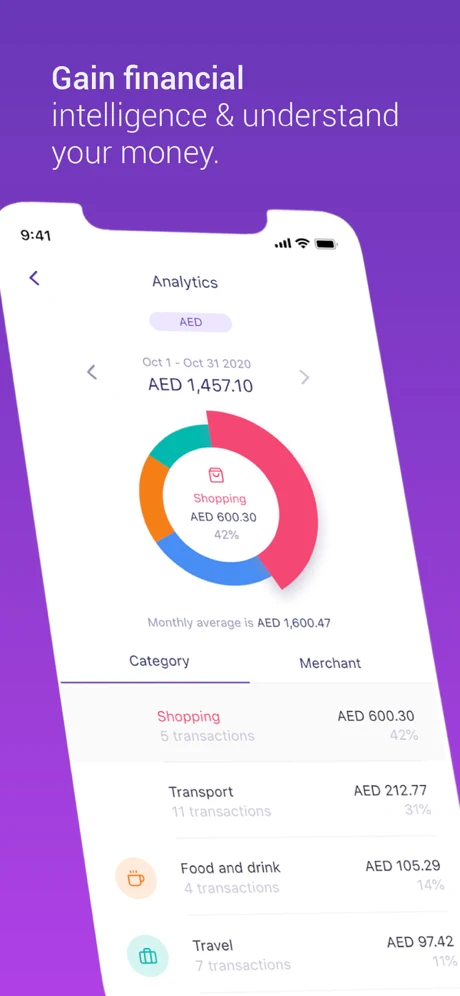 Gain financial
intelligence & understand
your money.
9:41
Analytics
AED
Oct 1 - Oct 31 2020
AED 1,457.10
Shopping
AED 600.30
42%
Monthly average is AED 1,600.47
Category Merchant
Shopping AED 600.30
5 transactions 42%
Transport AED 212.77
11 transactions 31%
Food and drink AED 105.29
4 transactions 14%
Travel AED 97.42
7 transactions 11%